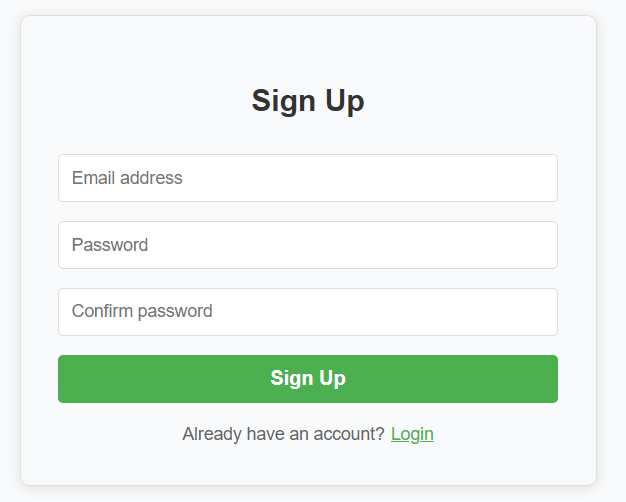 Sign Up
Email address
Password
Confirm password
Sign Up
Already have an account? Login